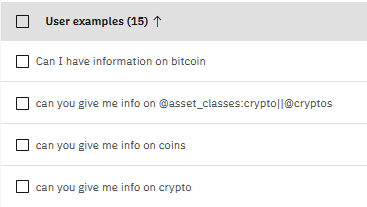 User examples (15) ↑
Can I have information on bitcoin
can you give me info on @asset_classes:crypto||@cryptos
can you give me info on coins
can you give me info on crypto